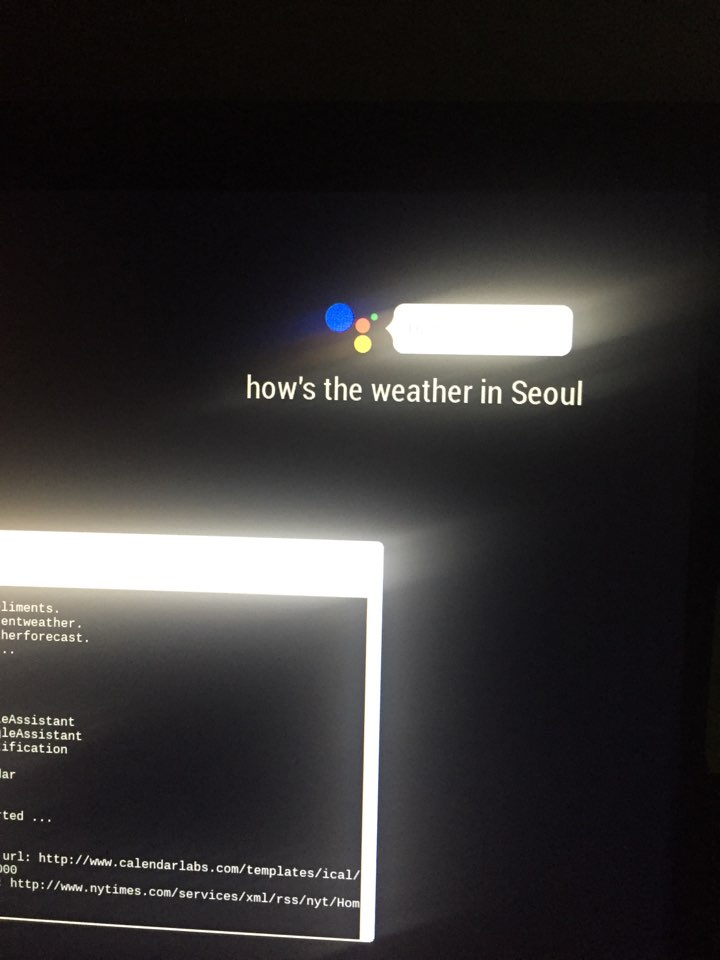 how's the weather in Seoul
liments.
entweather.
herforecast.
..
eAssistant
leAssistant
ification
dar
rted ...
url: http://www.calendarlabs.com/templates/ical/
000
: http://www.nytimes.com/services/xml/rss/nyt/Hom